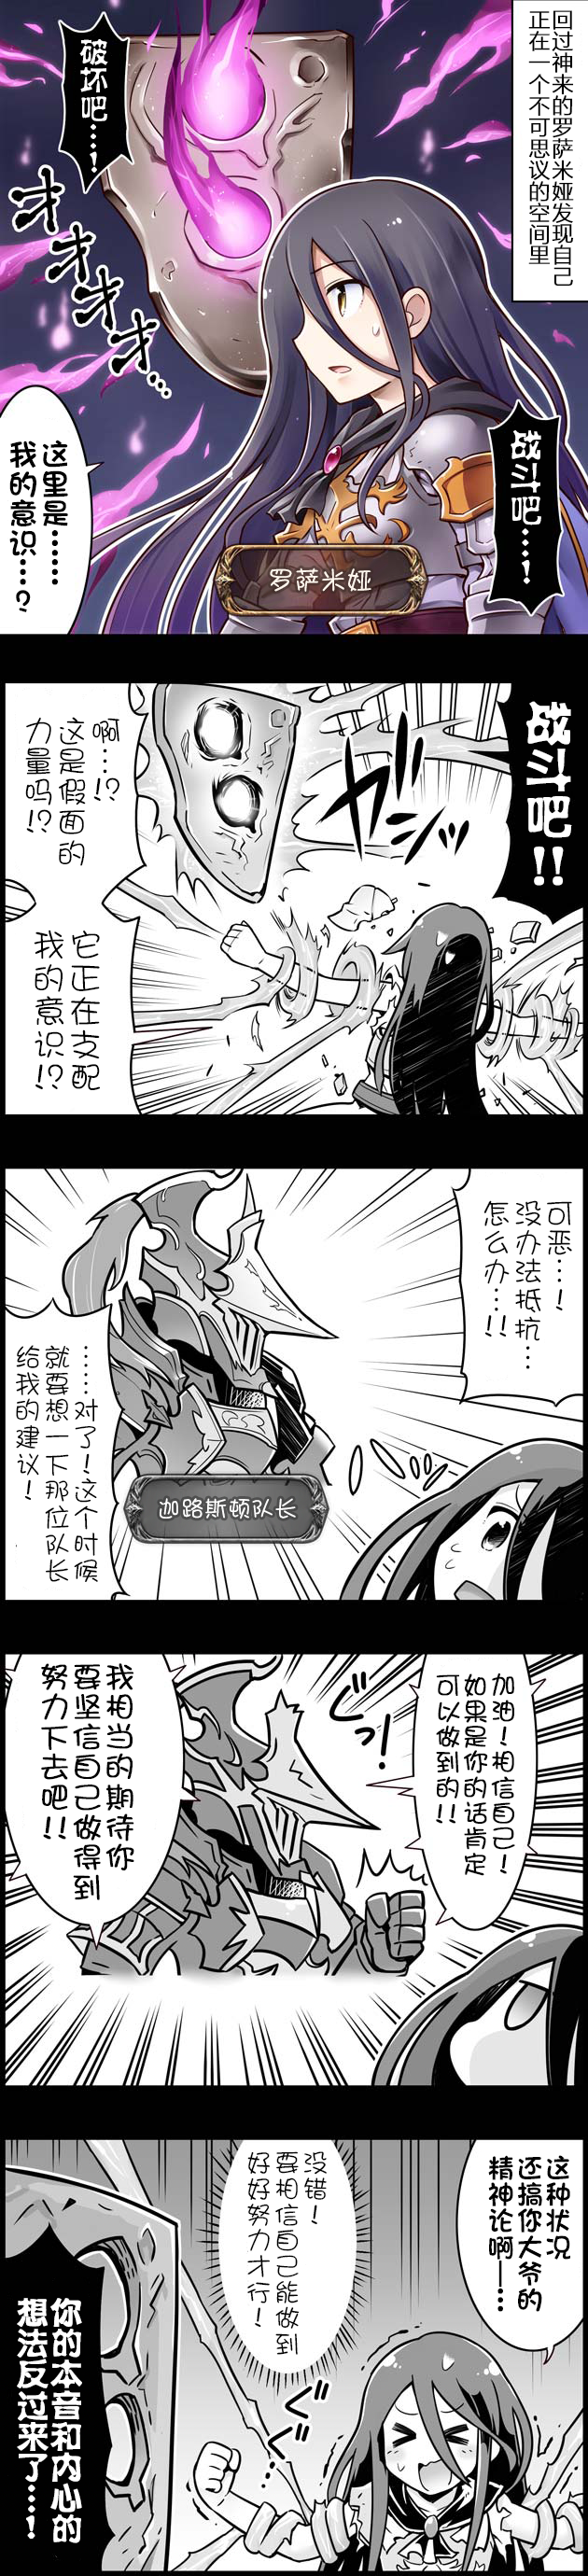 回过神来的罗萨米娅发现自己
正在一个不可思议的空间里
破坏吧…！
オオオオ…
战斗吧…！
这里是……
我的意识…？
罗萨米娅
战斗吧!!
ガシッ
啊…!?
这是假面的
力量吗!?
它正在支配
我的意识!?
可恶…！
没办法抵抗…
怎么办…!!
……对了！这个时候
就要想一下那位队长
给我的建议！
迦路斯顿队长
加油！相信自己！
如果是你的话肯定
可以做到的!!
ぐっ!
我相当的期待你
要坚信自己做得到
努力下去吧!!
这种状况
还搞你大爷的
精神论啊—…
没错！
要相信自己能做到
好好努力才行！
ぐぐ
你的本音和内心的
想法反过来了…！